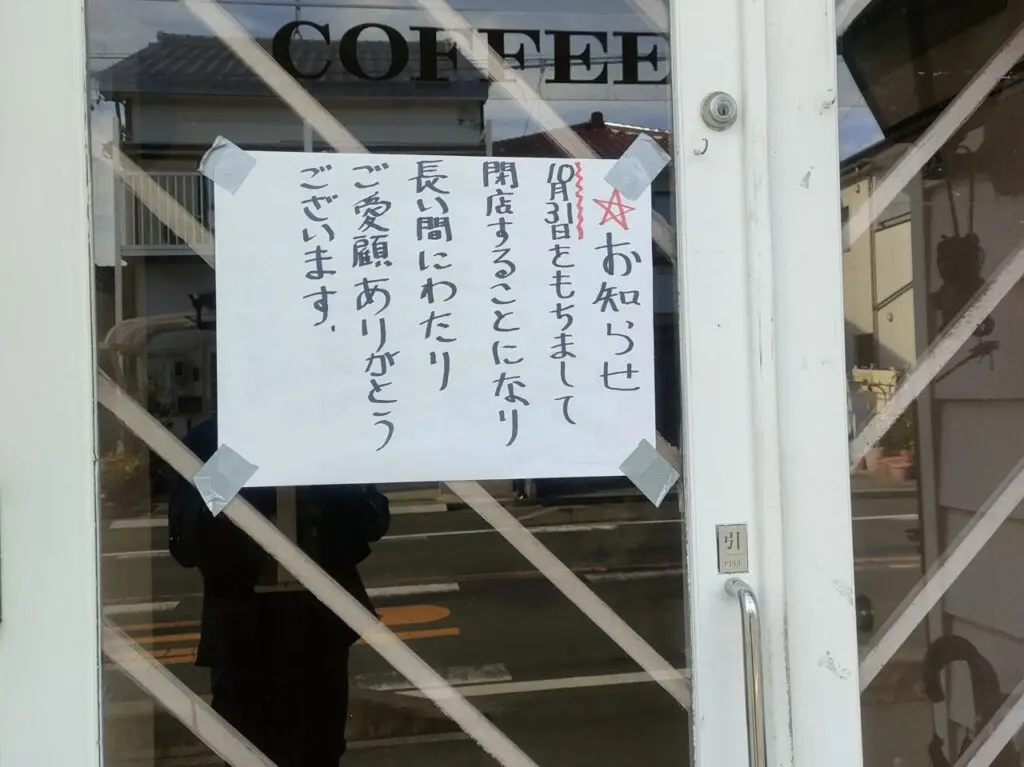 COFFEE
☆お知らせ
10月31日をもちまして
閉店することになり
長い間にわたり
ご愛顧ありがとう
ございます.
引
PULL